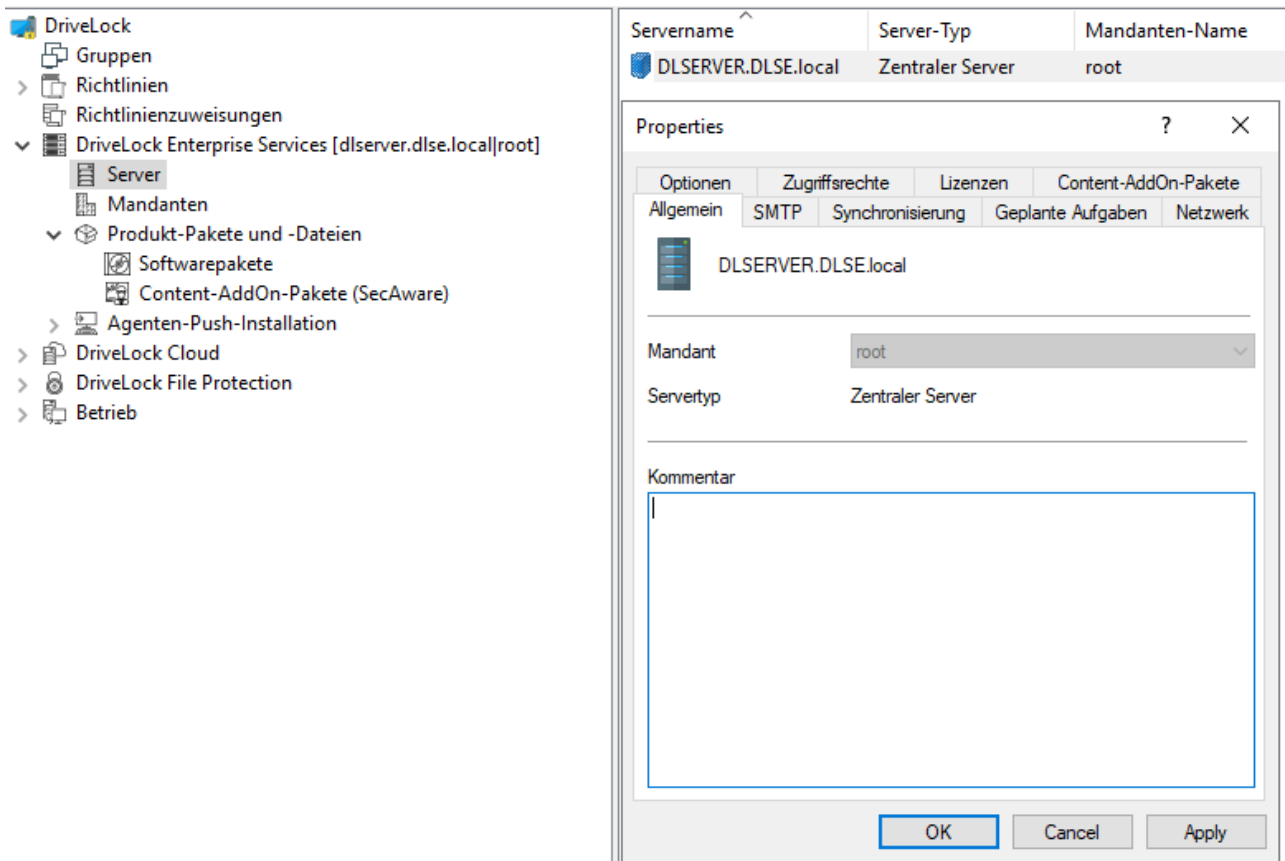 DriveLock
Gruppen
Richtlinien
Richtlinienzuweisungen
DriveLock Enterprise Services [dlserver.dlse.local|root]
Server
Mandanten
Produkt-Pakete und -Dateien
Softwarepakete
Content-AddOn-Pakete (SecAware)
Agenten-Push-Installation
DriveLock Cloud
DriveLock File Protection
Betrieb
Servername Server-Typ Mandanten-Name
DLSERVER.DLSE.local Zentraler Server root
Properties ? ×
Optionen Zugriffsrechte Lizenzen Content-AddOn-Pakete
Allgemein SMTP Synchronisierung Geplante Aufgaben Netzwerk
DLSERVER.DLSE.local
Mandant root
Servertyp Zentraler Server
Kommentar
OK Cancel Apply